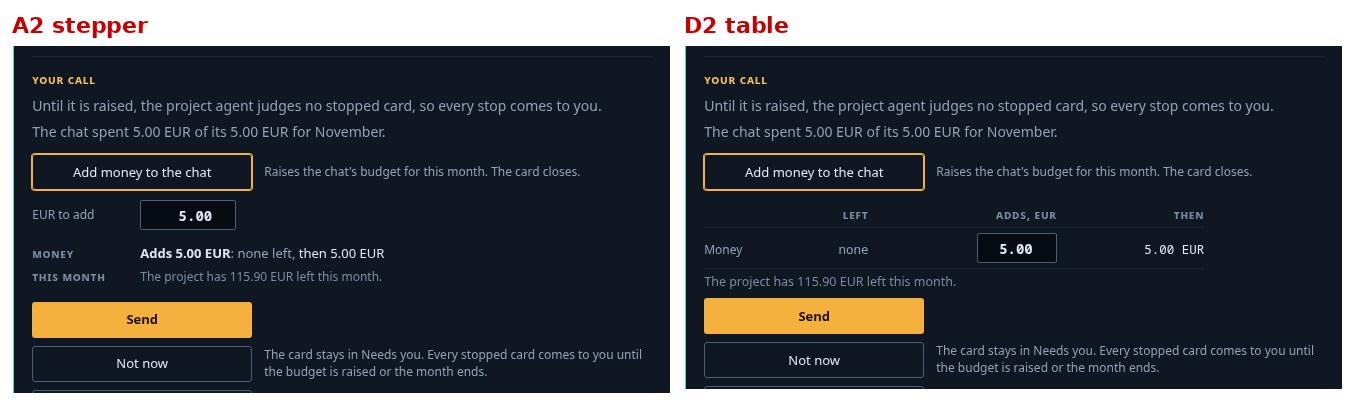 A2 stepper
YOUR CALL
Until it is raised, the project agent judges no stopped card, so every stop comes to you.
The chat spent 5.00 EUR of its 5.00 EUR for November.
Add money to the chat
Raises the chat's budget for this month. The card closes.
EUR to add
5.00
MONEY
Adds 5.00 EUR: none left, then 5.00 EUR
THIS MONTH
The project has 115.90 EUR left this month.
Send
Not now
The card stays in Needs you. Every stopped card comes to you until
the budget is raised or the month ends.
D2 table
YOUR CALL
Until it is raised, the project agent judges no stopped card, so every stop comes to you.
The chat spent 5.00 EUR of its 5.00 EUR for November.
Add money to the chat
Raises the chat's budget for this month. The card closes.
LEFT ADDS, EUR THEN
Money none 5.00 5.00 EUR
The project has 115.90 EUR left this month.
Send
Not now
The card stays in Needs you. Every stopped card comes to you until
the budget is raised or the month ends.